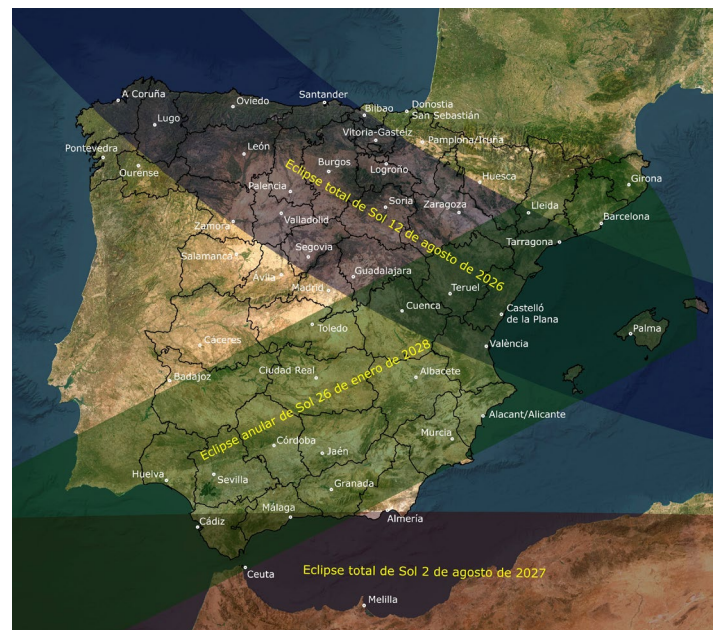 A Coruña
Oviedo
Santander
Bilbao
Donostia
San Sebastián
Lugo
Vitoria-Gasteiz
Pamplona/Iruña
Pontevedra
León
Ourense
Burgos
Logroño
Huesca
Girona
Palencia
Eclipse total de Sol 12 de agosto de 2026
Soria
Zaragoza
Lleida
Barcelona
Zamora
Valladolid
Tarragona
Salamanca
Segovia
Ávila
Guadalajara
Madrid
Teruel
Cuenca
Castelló
de la Plana
Toledo
Palma
Cáceres
València
Badajoz
Ciudad Real
Albacete
Eclipse anular de Sol 26 de enero de 2028
Alacant/Alicante
Murcia
Córdoba
Jaén
Huelva
Sevilla
Granada
Málaga
Cádiz
Almería
Ceuta
Eclipse total de Sol 2 de agosto de 2027
Melilla